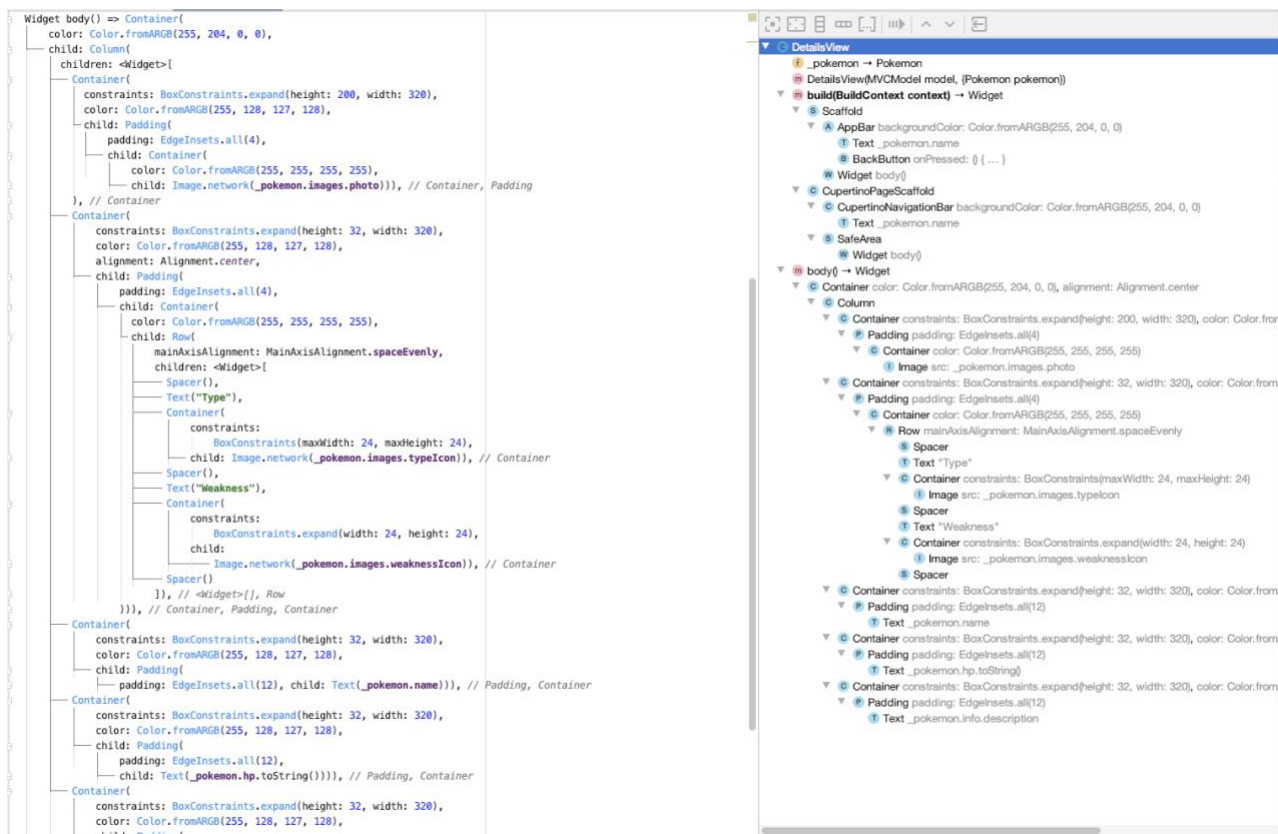 Widget body() => Container(
color: Color.fromARGB(255, 204, 0, 0),
child: Column(
children: <Widget>[
Container(
constraints: BoxConstraints.expand(height: 200, width: 320),
color: Color.fromARGB(255, 128, 127, 128),
child: Padding(
padding: EdgeInsets.all(4),
child: Container(
color: Color.fromARGB(255, 255, 255, 255),
child: Image.network(_pokemon.images.photo))), // Container, Padding
), // Container
Container(
constraints: BoxConstraints.expand(height: 32, width: 320),
color: Color.fromARGB(255, 128, 127, 128),
alignment: Alignment.center,
child: Padding(
padding: EdgeInsets.all(4),
child: Container(
color: Color.fromARGB(255, 255, 255, 255),
child: Row(
mainAxisAlignment: MainAxisAlignment.spaceEvenly,
children: <Widget>[
Spacer(),
Text("Type"),
Container(
constraints:
BoxConstraints(maxWidth: 24, maxHeight: 24),
child: Image.network(_pokemon.images.typeIcon)), // Container
Spacer(),
Text("Weakness"),
Container(
constraints:
BoxConstraints.expand(width: 24, height: 24),
child:
Image.network(_pokemon.images.weaknessIcon)), // Container
Spacer()
]), // <Widget>[], Row
))), // Container, Padding, Container
Container(
constraints: BoxConstraints.expand(height: 32, width: 320),
color: Color.fromARGB(255, 128, 127, 128),
child: Padding(
padding: EdgeInsets.all(12), child: Text(_pokemon.name))), // Padding, Container
Container(
constraints: BoxConstraints.expand(height: 32, width: 320),
color: Color.fromARGB(255, 128, 127, 128),
child: Padding(
padding: EdgeInsets.all(12),
child: Text(_pokemon.hp.toString()))), // Padding, Container
Container(
constraints: BoxConstraints.expand(height: 32, width: 320),
color: Color.fromARGB(255, 128, 127, 128),
DetailsView
_pokemon → Pokemon
DetailsView(MVCModel model, {Pokemon pokemon})
build(BuildContext context) → Widget
Scaffold
AppBar backgroundColor: Color.fromARGB(255, 204, 0, 0)
Text _pokemon.name
BackButton onPressed: () { ... }
Widget body()
CupertinoPageScaffold
CupertinoNavigationBar backgroundColor: Color.fromARGB(255, 204, 0, 0)
Text _pokemon.name
SafeArea
Widget body()
body() → Widget
Container color: Color.fromARGB(255, 204, 0, 0), alignment: Alignment.center
Column
Container constraints: BoxConstraints.expand(height: 200, width: 320), color: Color.fror
Padding padding: EdgeInsets.all(4)
Container color: Color.fromARGB(255, 255, 255, 255)
Image src: _pokemon.images.photo
Container constraints: BoxConstraints.expand(height: 32, width: 320), color: Color.from
Padding padding: EdgeInsets.all(4)
Container color: Color.fromARGB(255, 255, 255, 255)
Row mainAxisAlignment: MainAxisAlignment.spaceEvenly
Spacer
Text "Type"
Container constraints: BoxConstraints(maxWidth: 24, maxHeight: 24)
Image src: _pokemon.images.typeIcon
Spacer
Text "Weakness"
Container constraints: BoxConstraints.expand(width: 24, height: 24)
Image src: _pokemon.images.weaknessIcon
Spacer
Container constraints: BoxConstraints.expand(height: 32, width: 320), color: Color.from
Padding padding: EdgeInsets.all(12)
Text _pokemon.name
Container constraints: BoxConstraints.expand(height: 32, width: 320), color: Color.from
Padding padding: EdgeInsets.all(12)
Text _pokemon.hp.toString()
Container constraints: BoxConstraints.expand(height: 32, width: 320), color: Color.from
Padding padding: EdgeInsets.all(12)
Text _pokemon.info.description